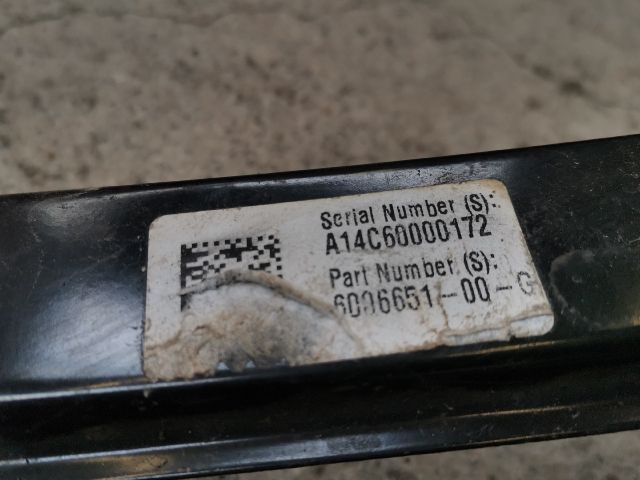 Serial Number (S):
A14C60000172
Part Number (S):
6006651-00-G